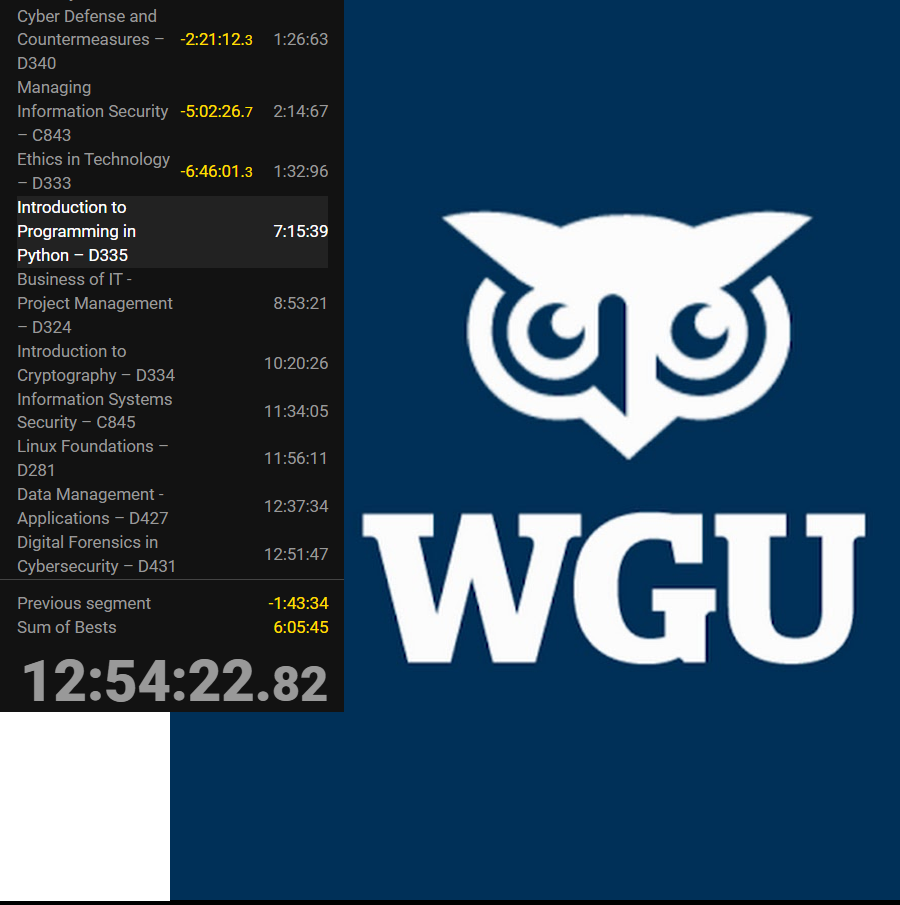 Cyber Defense and
Countermeasures – -2:21:12.3 1:26:63
D340
Managing
Information Security -5:02:26.7 2:14:67
– C843
Ethics in Technology
– D333 -6:46:01.3 1:32:96
Introduction to
Programming in 7:15:39
Python – D335
Business of IT -
Project Management 8:53:21
– D324
Introduction to
Cryptography – D334 10:20:26
Information Systems
Security – C845 11:34:05
Linux Foundations –
D281 11:56:11
Data Management -
Applications – D427 12:37:34
Digital Forensics in
Cybersecurity – D431 12:51:47
Previous segment -1:43:34
Sum of Bests 6:05:45
12:54:22.82
WGU